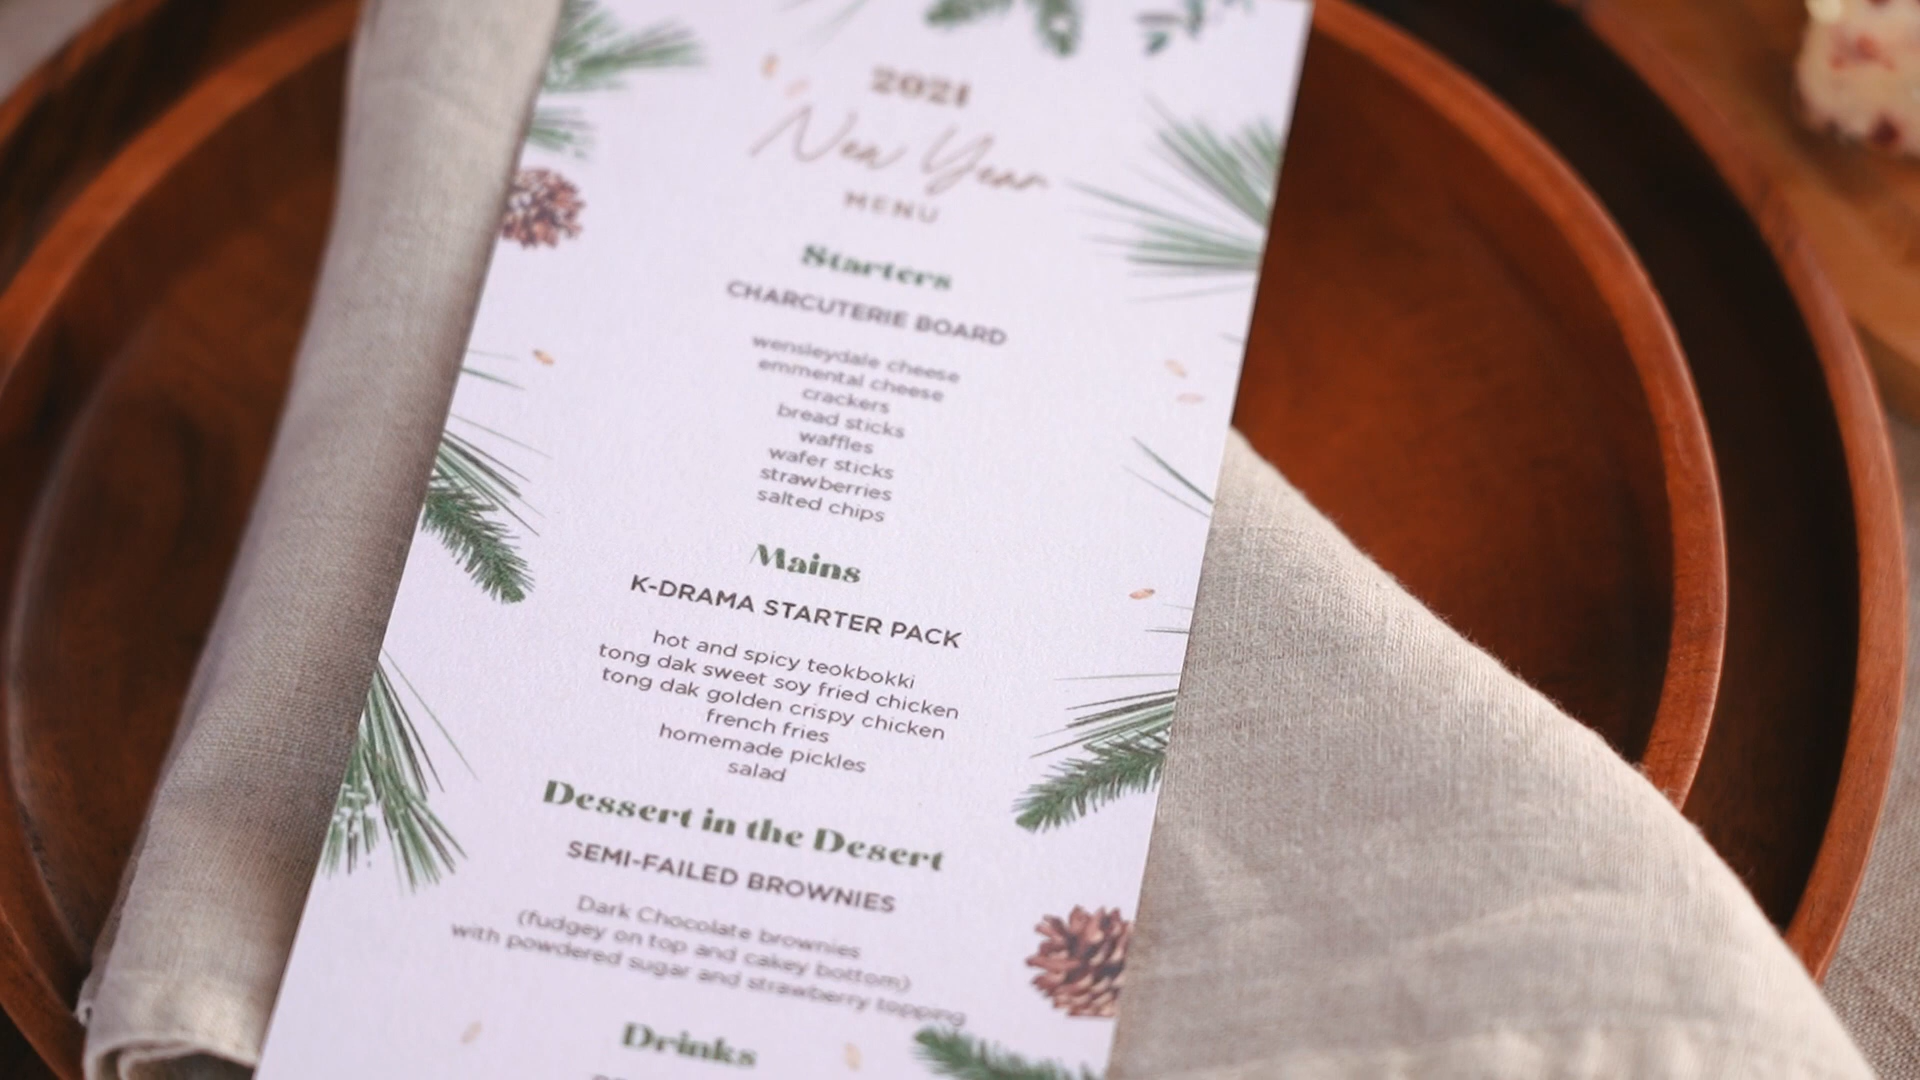 2021
New Year
MENU
Starters
CHARCUTERIE BOARD
wensleydale cheese
emmental cheese
crackers
bread sticks
waffles
wafer sticks
strawberries
salted chips
Mains
K-DRAMA STARTER PACK
hot and spicy teokbokki
tong dak sweet soy fried chicken
tong dak golden crispy chicken
french fries
homemade pickles
salad
Dessert in the Desert
SEMI-FAILED BROWNIES
Dark Chocolate brownies
(fudgey on top and cakey bottom)
with powdered sugar and strawberry topping
Drinks